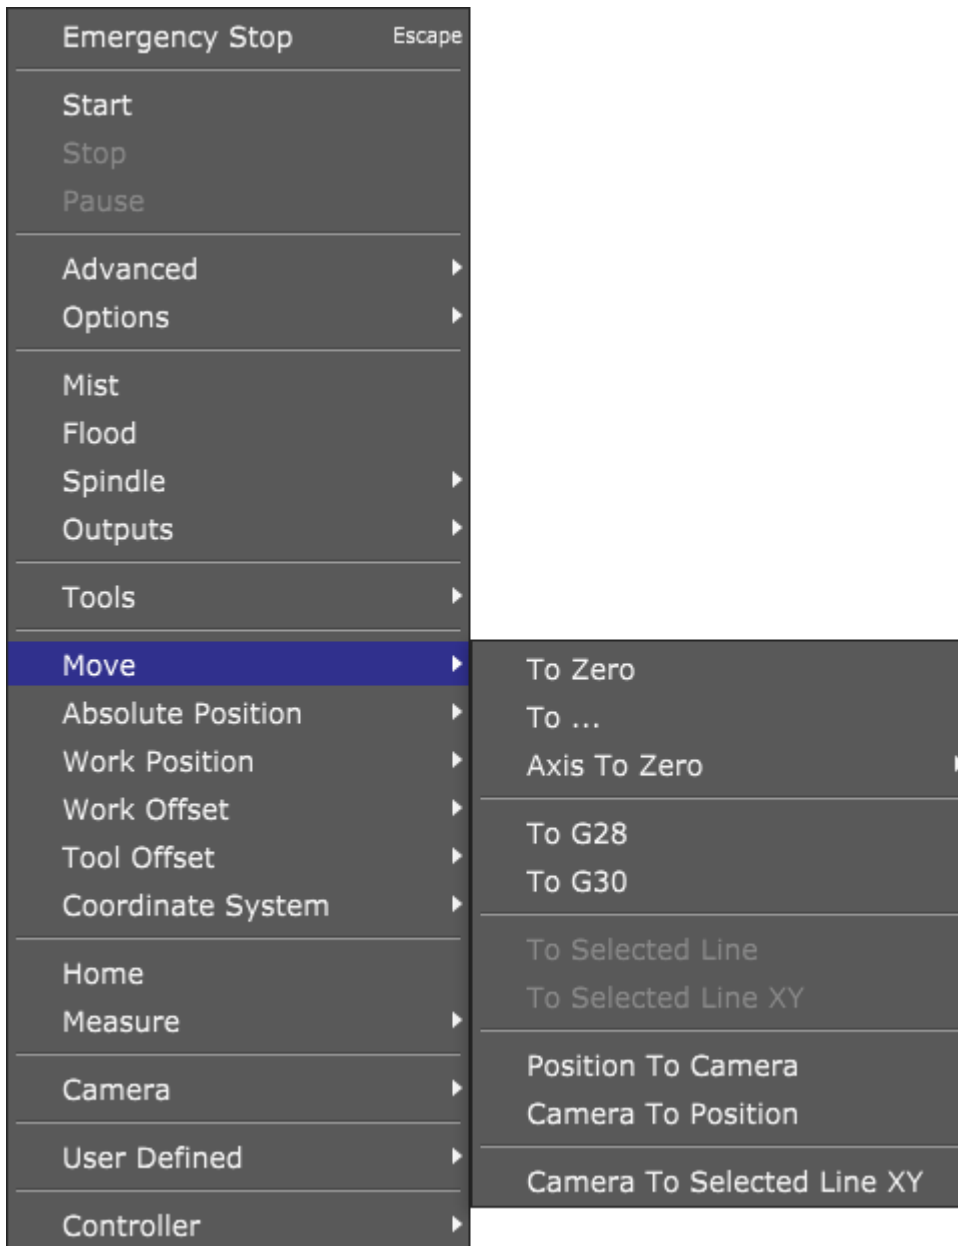 Emergency Stop Escape
Start
Stop
Pause
Advanced
Options
Mist
Flood
Spindle
Outputs
Tools
Move
Absolute Position
Work Position
Work Offset
Tool Offset
Coordinate System
Home
Measure
Camera
User Defined
Controller
To Zero
To ...
Axis To Zero
To G28
To G30
To Selected Line
To Selected Line XY
Position To Camera
Camera To Position
Camera To Selected Line XY